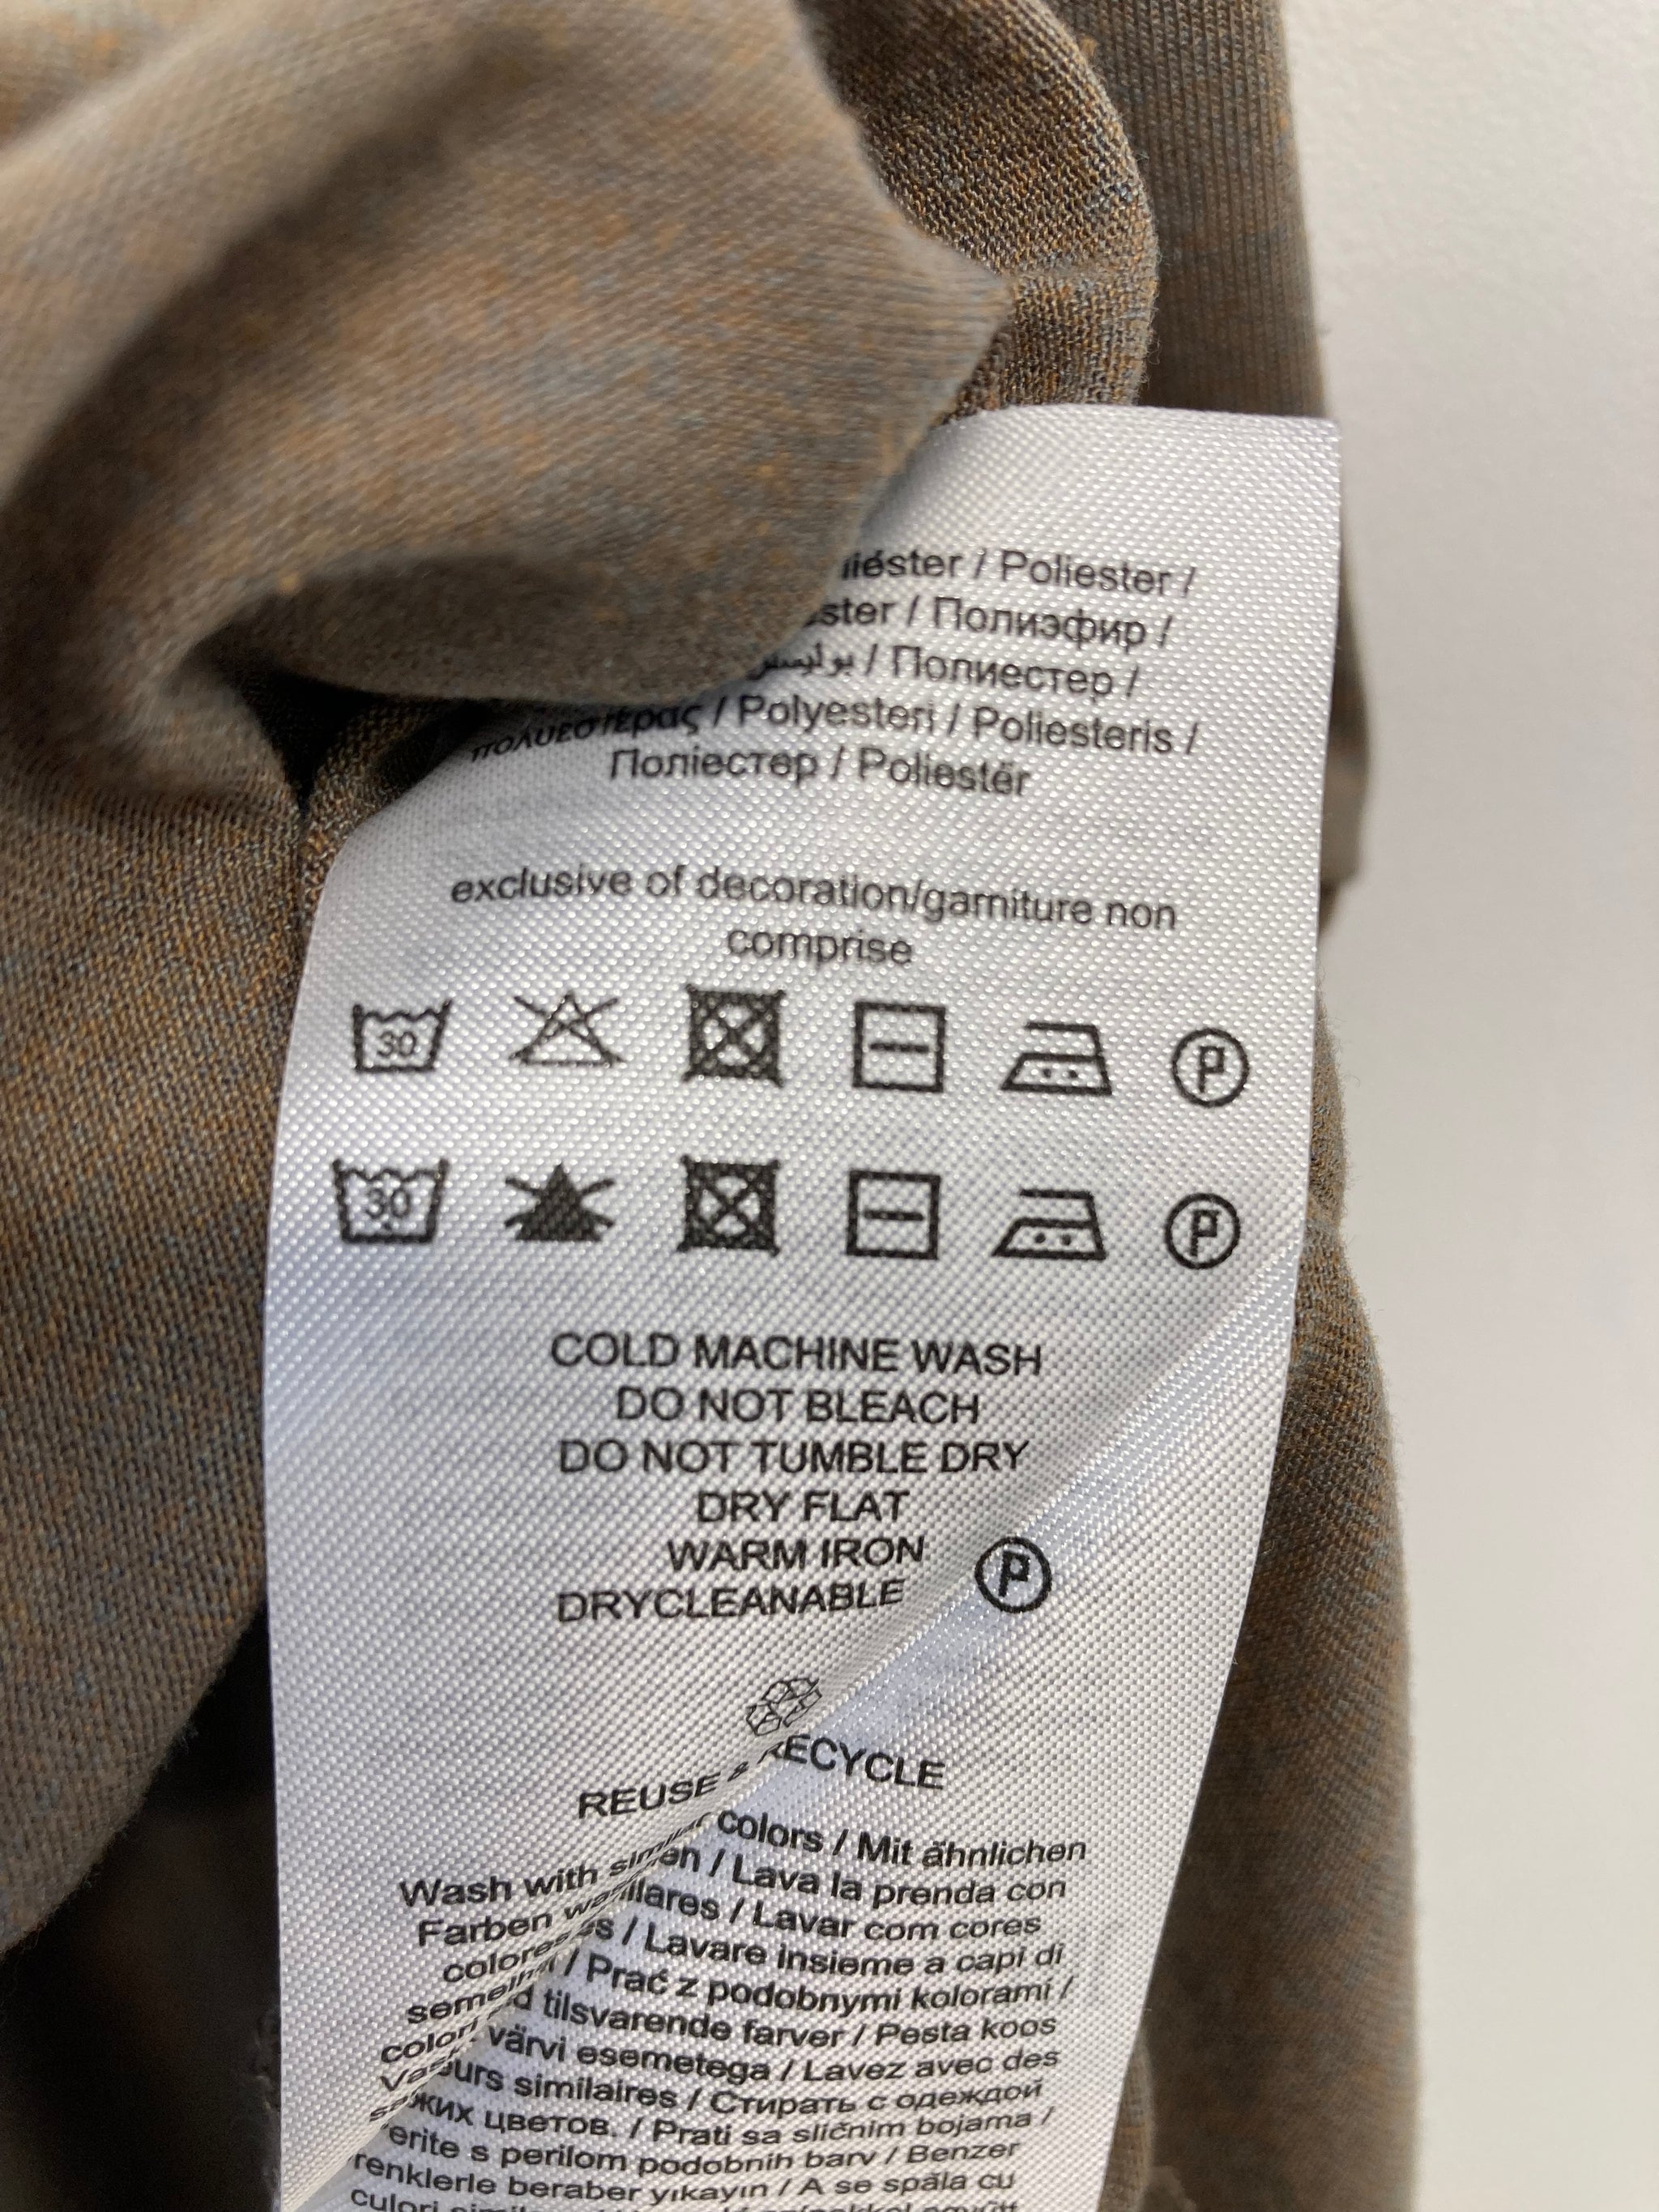 / Poliester /
/ Полиэфир /
/ Полиестер /
/ Polyesteri / Poliesteris /
Поліестер / Poliestër
exclusive of decoration/garniture non
comprise
30 P
30 P
COLD MACHINE WASH
DO NOT BLEACH
DO NOT TUMBLE DRY
DRY FLAT
WARM IRON
DRYCLEANABLE P
REUSE & RECYCLE
Wash with similar colors / Mit ähnlichen
Farben / Lava la prenda con
/ Lavar com cores
/ Lavare insieme a capi di
/ Prać z podobnymi kolorami /
tilsvarende farver / Pesta koos
värvi esemetega / Lavez avec des
similaires / Стирать с одеждой
цветов. / Prati sa sličnim bojama /
s perilom podobnih barv / Benzer
renklerle beraber yıkayın / A se spăla cu
culori